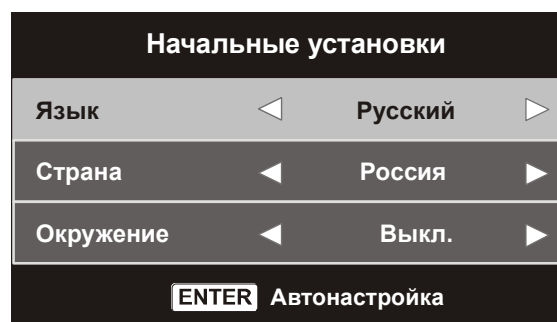 Начальные установки
Язык Русский
Страна Россия
Окружение Выкл.
ENTER Автонастройка